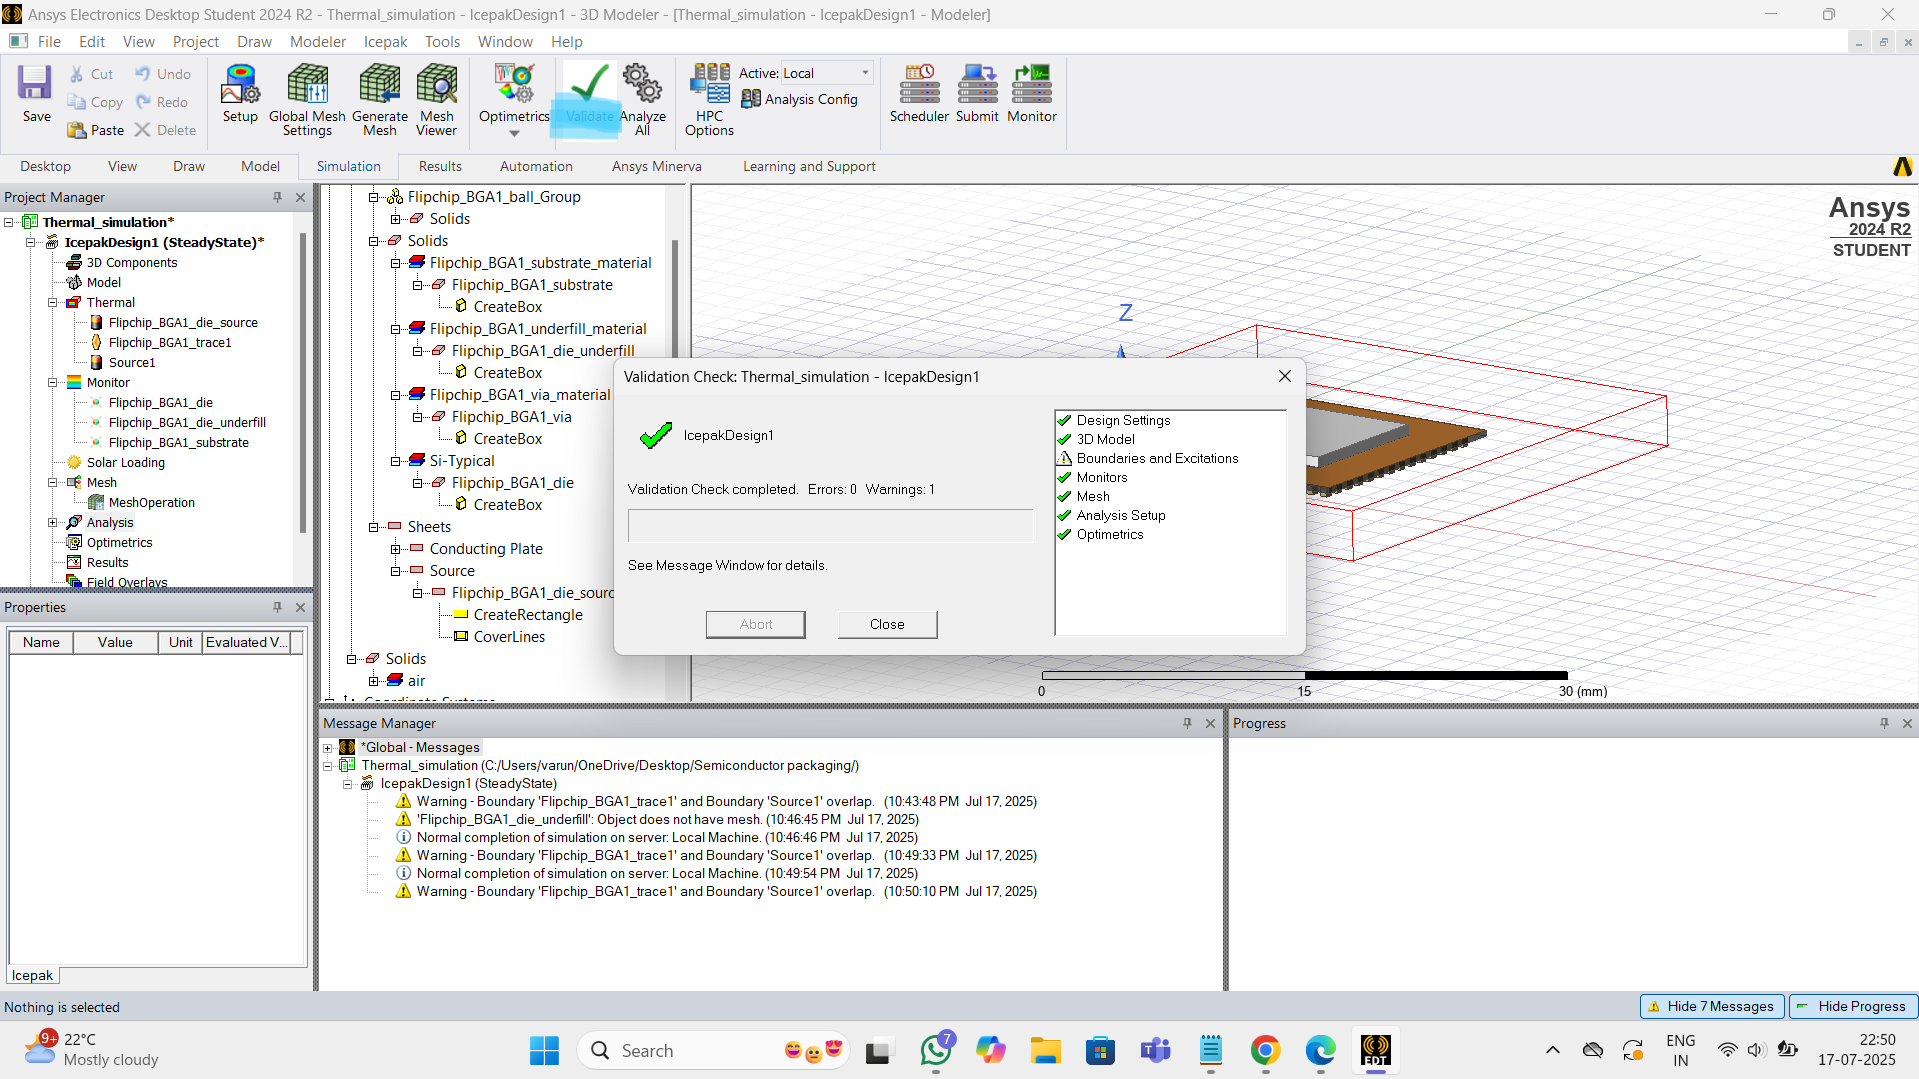 Ansys Electronics Desktop Student 2024 R2 - Thermal_simulation - IcepakDesign1 - 3D Modeler - [Thermal_simulation - IcepakDesign1 - Modeler]
File Edit View Project Draw Modeler Icepak Tools Window Help
Save
Cut
Copy
Paste
Undo
Redo
Delete
Setup
Global Mesh Settings
Generate Mesh
Mesh Viewer
Optimetrics
Validate
Analyze All
HPC Options
Active: Local
Analysis Config
Scheduler
Submit
Monitor
Desktop View Draw Model Simulation Results Automation Ansys Minerva Learning and Support
Project Manager
Thermal_simulation*
IcepakDesign1 (SteadyState)*
3D Components
Model
Thermal
Flipchip_BGA1_die_source
Flipchip_BGA1_trace1
Source1
Monitor
Flipchip_BGA1_die
Flipchip_BGA1_die_underfill
Flipchip_BGA1_substrate
Solar Loading
Mesh
MeshOperation
Analysis
Optimetrics
Results
Field Overlays
Properties
Name Value Unit Evaluated V...
Icepak
Flipchip_BGA1_ball_Group
Solids
Solids
Flipchip_BGA1_substrate_material
Flipchip_BGA1_substrate
CreateBox
Flipchip_BGA1_underfill_material
Flipchip_BGA1_die_underfill
CreateBox
Flipchip_BGA1_via_material
Flipchip_BGA1_via
CreateBox
Si-Typical
Flipchip_BGA1_die
CreateBox
Sheets
Conducting Plate
Source
Flipchip_BGA1_die_sourc
CreateRectangle
CoverLines
Solids
air
Coordinate Systems
Ansys
2024 R2
STUDENT
Z
0 15 30 (mm)
Validation Check: Thermal_simulation - IcepakDesign1
IcepakDesign1
Validation Check completed. Errors: 0 Warnings: 1
See Message Window for details.
Abort
Close
Design Settings
3D Model
Boundaries and Excitations
Monitors
Mesh
Analysis Setup
Optimetrics
Message Manager
*Global - Messages
Thermal_simulation (C:/Users/varun/OneDrive/Desktop/Semiconductor packaging/)
IcepakDesign1 (SteadyState)
Warning - Boundary 'Flipchip_BGA1_trace1' and Boundary 'Source1' overlap. (10:43:48 PM Jul 17, 2025)
'Flipchip_BGA1_die_underfill': Object does not have mesh. (10:46:45 PM Jul 17, 2025)
Normal completion of simulation on server: Local Machine. (10:46:46 PM Jul 17, 2025)
Warning - Boundary 'Flipchip_BGA1_trace1' and Boundary 'Source1' overlap. (10:49:33 PM Jul 17, 2025)
Normal completion of simulation on server: Local Machine. (10:49:54 PM Jul 17, 2025)
Warning - Boundary 'Flipchip_BGA1_trace1' and Boundary 'Source1' overlap. (10:50:10 PM Jul 17, 2025)
Progress
Nothing is selected
Hide 7 Messages
Hide Progress
9+
22°C
Mostly cloudy
Search
7
EDT
ENG
IN
22:50
17-07-2025